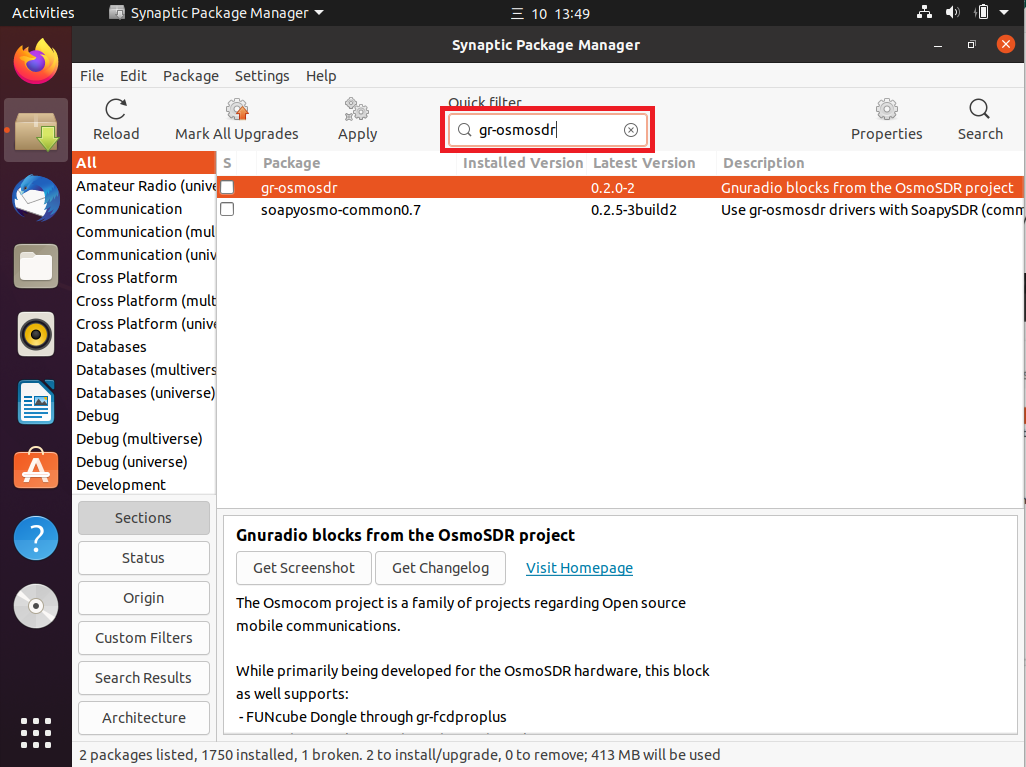 Activities Synaptic Package Manager 三 10 13:49
Synaptic Package Manager
File Edit Package Settings Help
Quick filter
gr-osmosdr
Reload Mark All Upgrades Apply Properties Search
All
Amateur Radio (unive
Communication
Communication (mul
Communication (univ
Cross Platform
Cross Platform (mult
Cross Platform (unive
Databases
Databases (multivers
Databases (universe)
Debug
Debug (multiverse)
Debug (universe)
Development
S Package Installed Version Latest Version Description
gr-osmosdr 0.2.0-2 Gnuradio blocks from the OsmoSDR project
soapyosmo-common0.7 0.2.5-3build2 Use gr-osmosdr drivers with SoapySDR (comm
Sections
Status
Origin
Custom Filters
Search Results
Architecture
Gnuradio blocks from the OsmoSDR project
Get Screenshot Get Changelog Visit Homepage
The Osmocom project is a family of projects regarding Open source
mobile communications.
While primarily being developed for the OsmoSDR hardware, this block
as well supports:
- FUNcube Dongle through gr-fcdproplus
2 packages listed, 1750 installed, 1 broken. 2 to install/upgrade, 0 to remove; 413 MB will be used